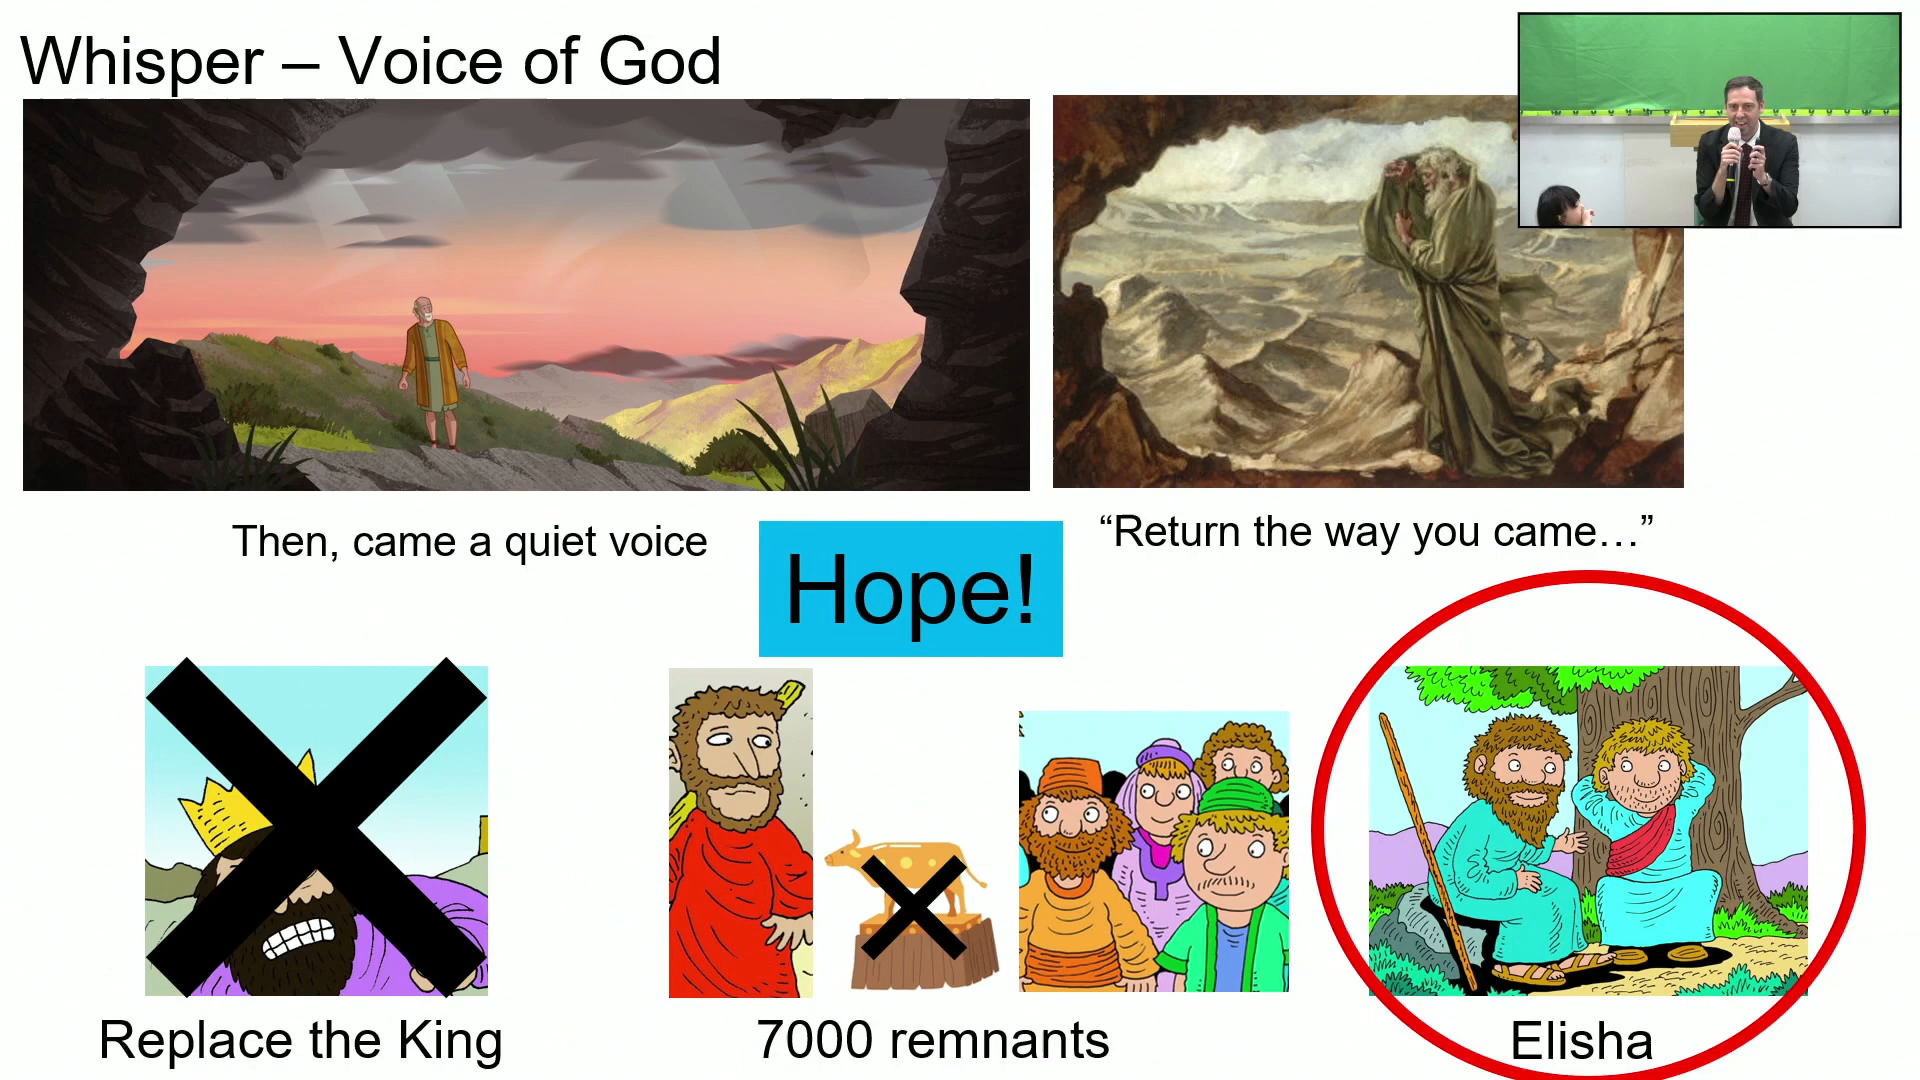 Whisper – Voice of God
Then, came a quiet voice
“Return the way you came…”
Hope!
Replace the King
7000 remnants
Elisha